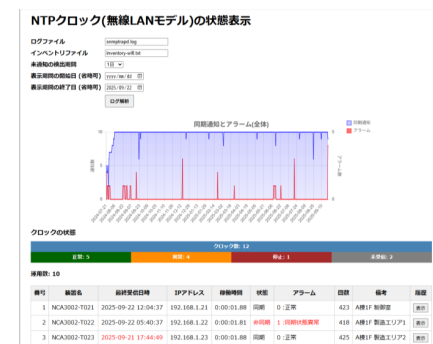 NTPクロック(無線LANモデル)の状態表示
ログファイル snmptrapd.log
インベントリファイル inventory-wifi.txt
未通知の検出期間 1日
表示期間の開始日 (省略可) yyyy/mm/dd
表示期間の終了日 (省略可) 2025/09/22
ログ解析
同期通知とアラーム(全体)
同期通知
アラーム
クロックの状態
クロック数: 12
正常: 5
停止: 1
未受信: 2
運用数: 10
番号 装置名 最終受信日時 IPアドレス 稼働時間 状態 アラーム 回数 備考 履歴
1 NCA3002-T021 2025-09-22 12:04:37 192.168.1.21 0:00:01.88 同期 0 :正常 423 A棟1F 制御室 表示
2 NCA3002-T022 2025-09-22 05:40:37 192.168.1.22 0:00:01.81 非同期 1 :同期状態異常 418 A棟1F 製造エリア1 表示
3 NCA3002-T023 2025-09-21 17:44:49 192.168.1.23 0:00:01.88 同期 0 :正常 425 A棟1F 製造エリア2 表示